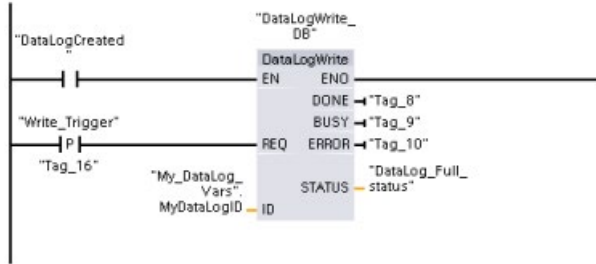 "DataLogWrite_
DB"
"DataLogCreated
"
DataLogWrite
EN ENO
DONE "Tag_8"
BUSY "Tag_9"
"Write_Trigger"
P REQ ERROR "Tag_10"
"Tag_16"
"DataLog_Full_
STATUS status"
"My_DataLog_
Vars".
MyDataLogID ID